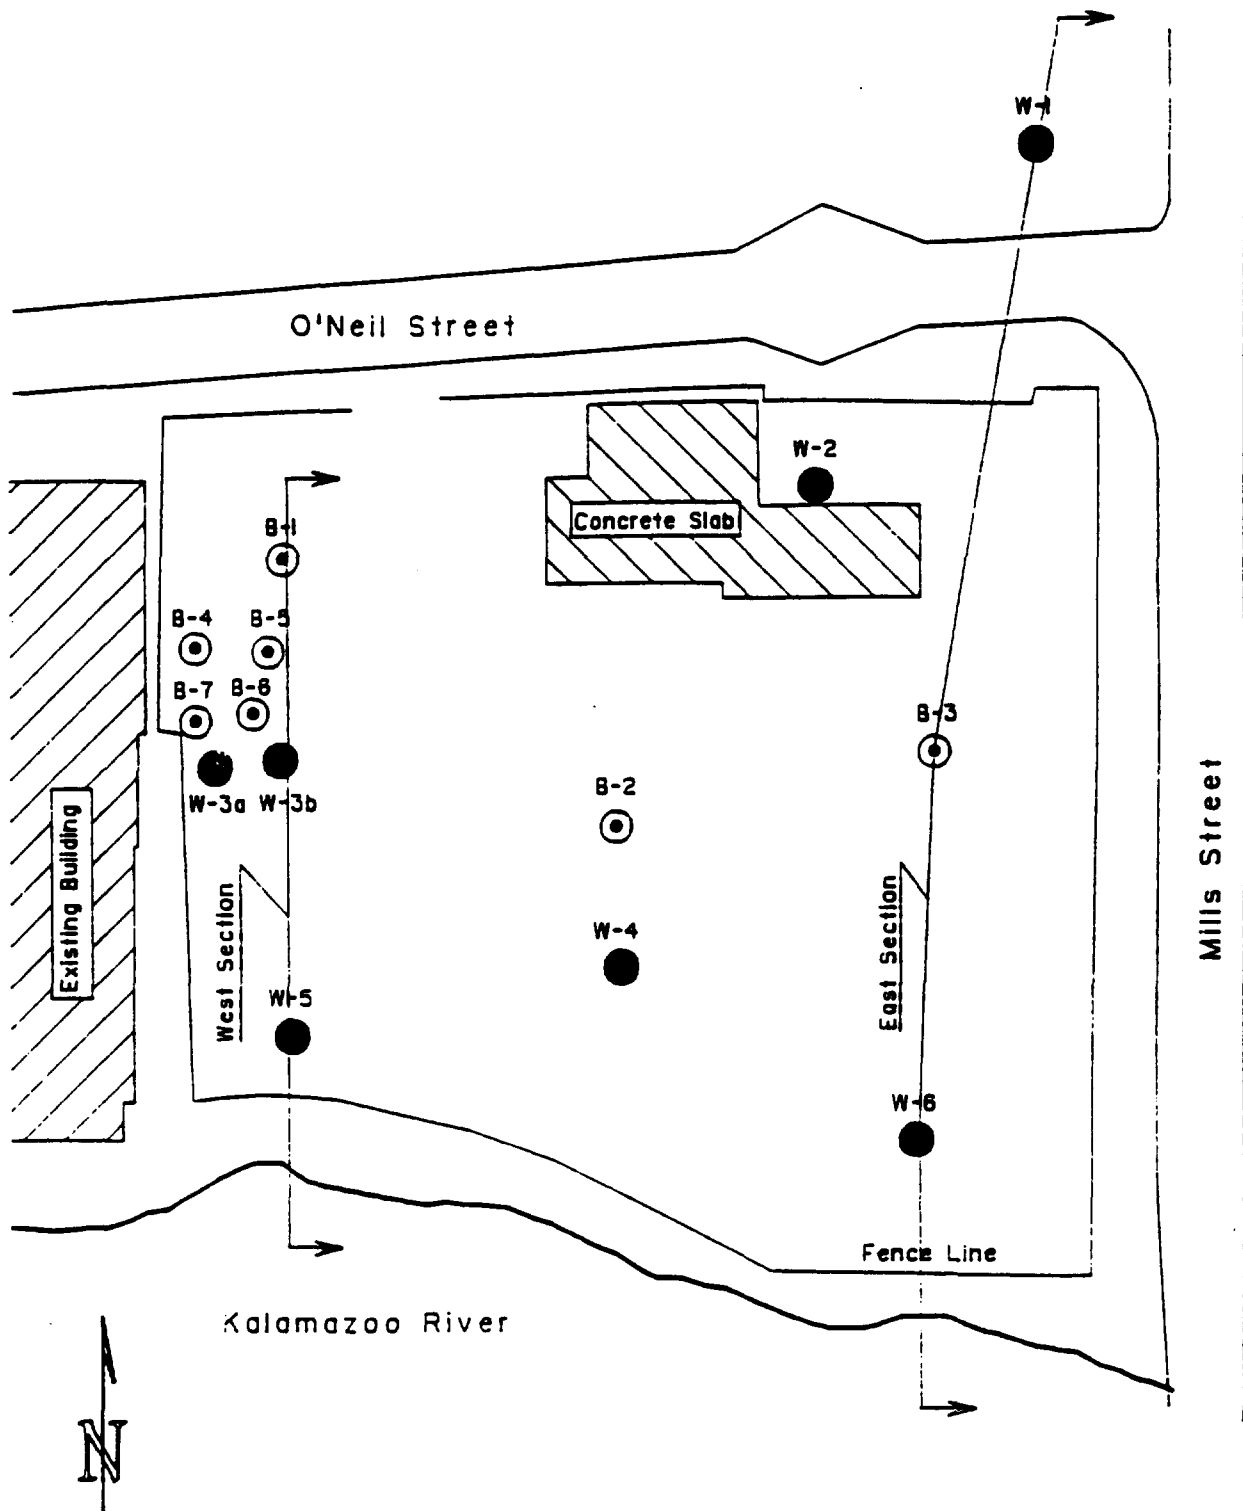 W-1
O'Neil Street
W-2
Concrete Slab
B-1
B-4
B-5
B-7
B-6
B-3
W-3a
W-3b
B-2
Mills Street
Existing Building
West Section
East Section
W-4
W-5
W-6
Fence Line
Kalamazoo River
N